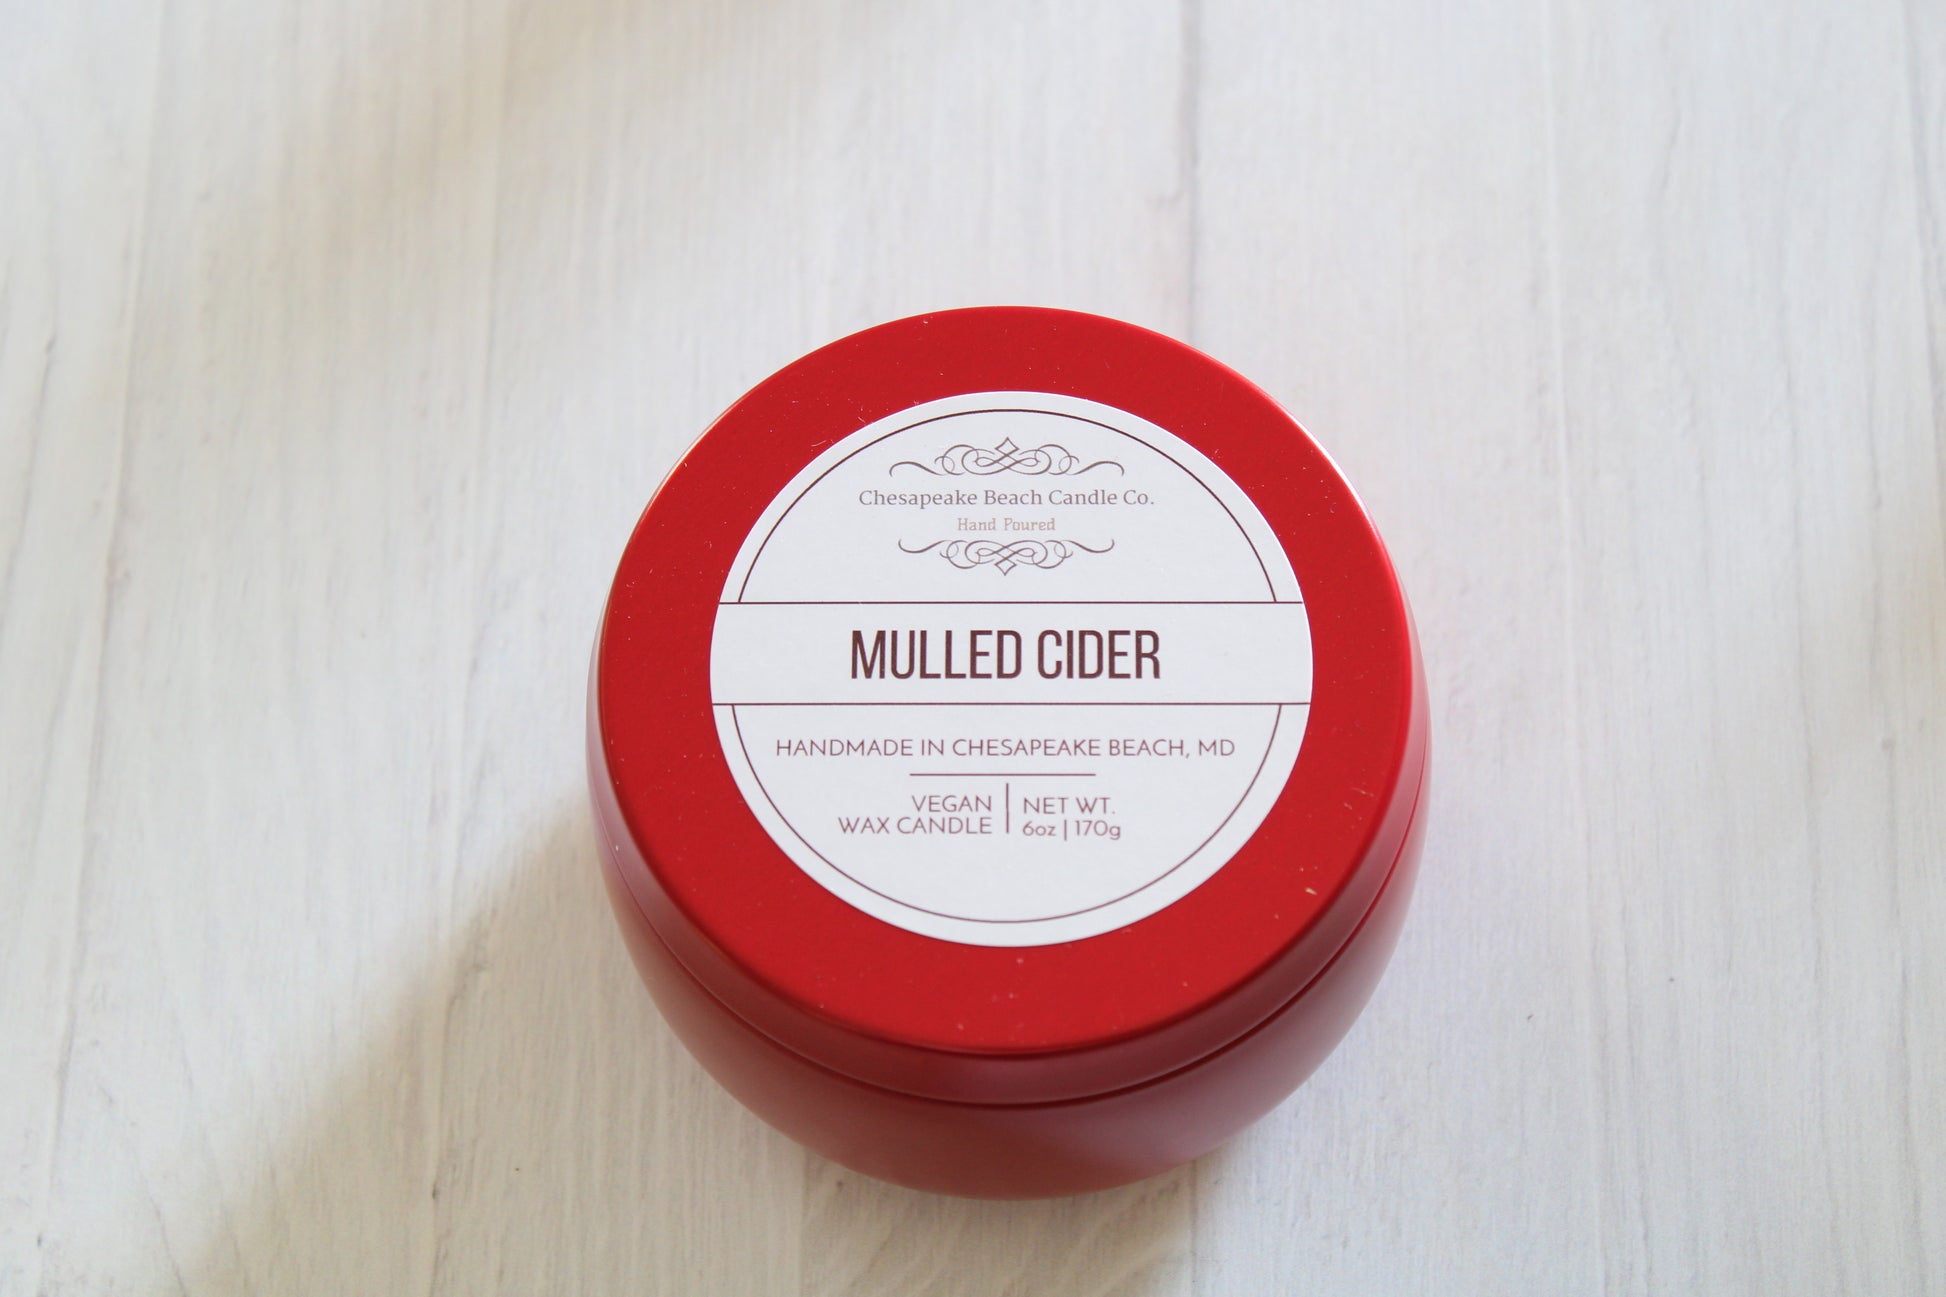 Chesapeake Beach Candle Co.
Hand Poured
MULLED CIDER
HANDMADE IN CHESAPEAKE BEACH, MD
VEGAN
WAX CANDLE
NET WT.
6oz | 170g